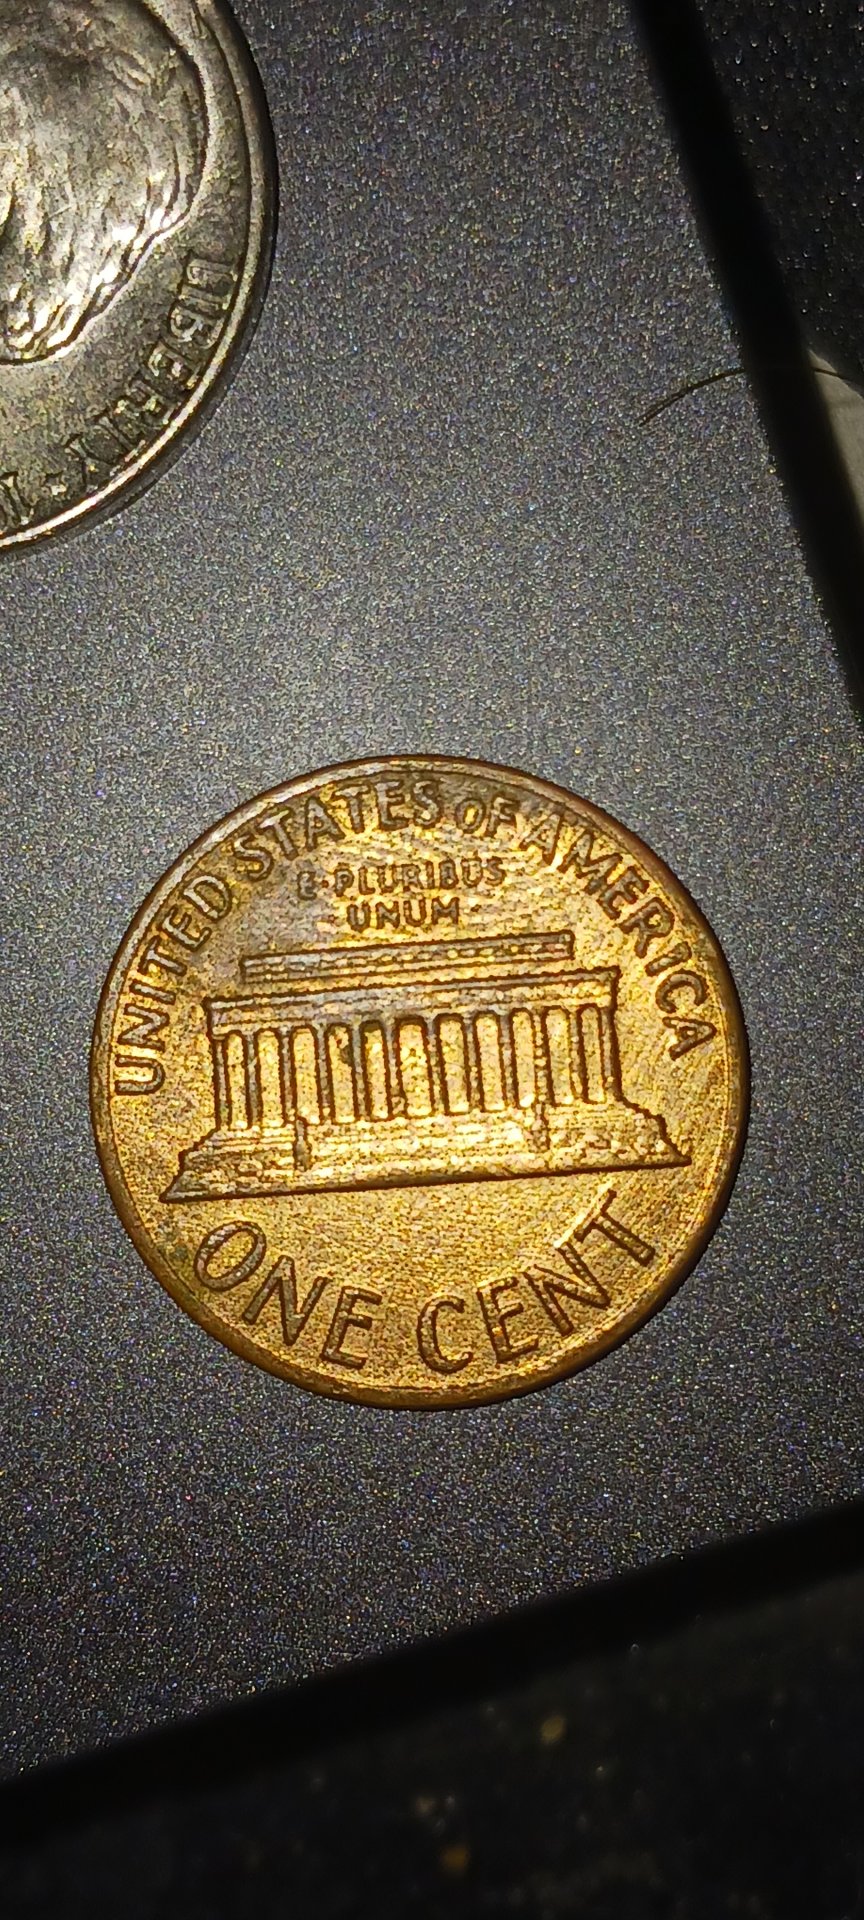 LIBERTY
UNITED STATES OF AMERICA
E·PLURIBUS
UNUM
ONE CENT